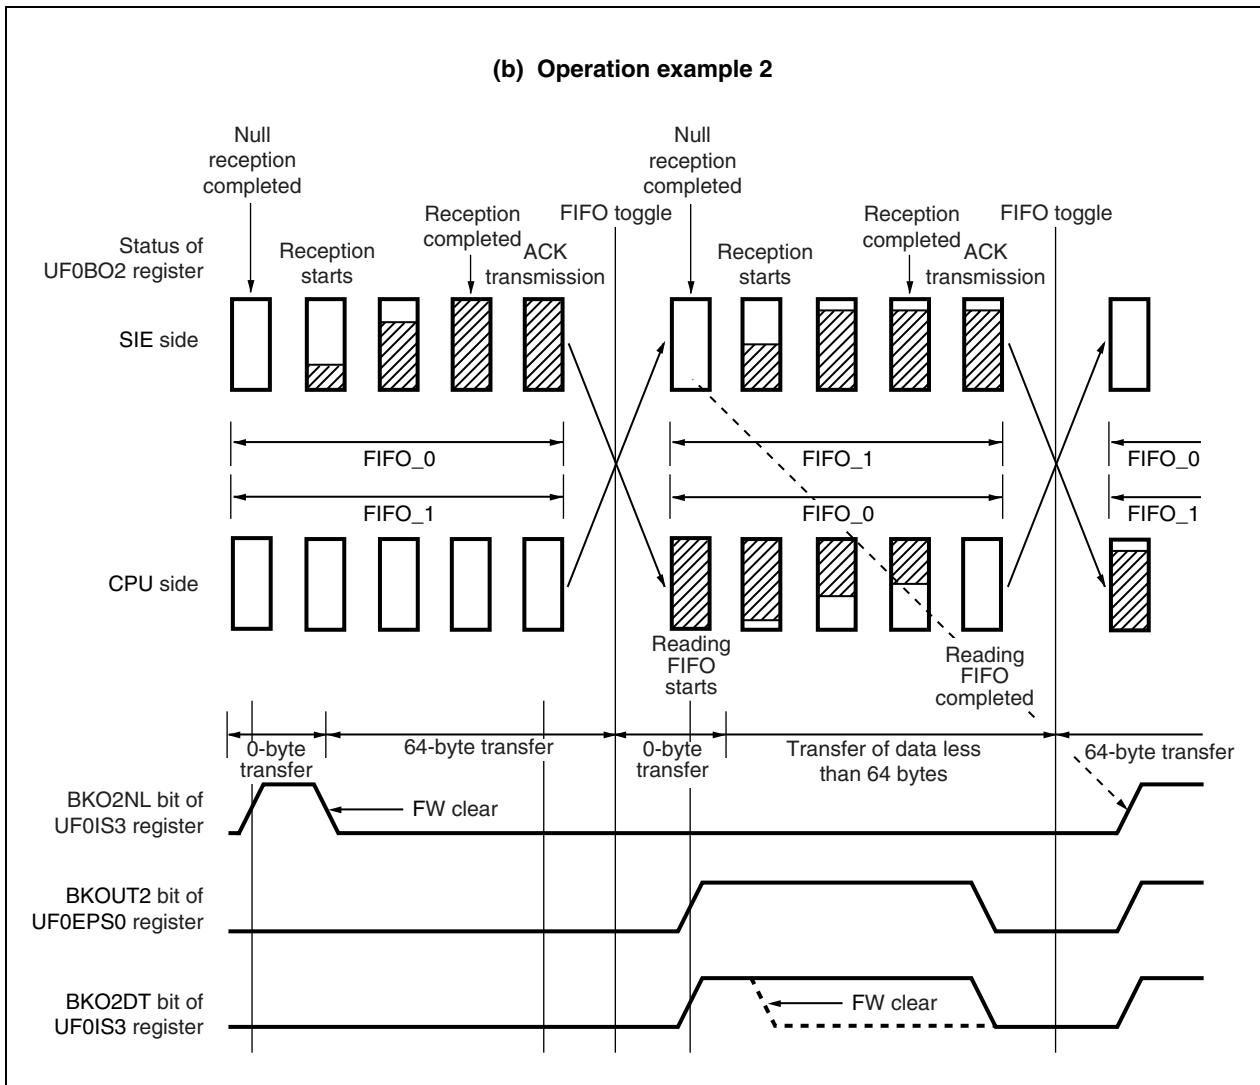 (b) Operation example 2
Null
reception
completed
Null
reception
completed
Status of
UF0BO2 register
Reception
starts
Reception
completed
ACK
transmission
FIFO toggle
Reception
starts
Reception
completed
ACK
transmission
FIFO toggle
SIE side
FIFO_0
FIFO_1
FIFO_0
FIFO_1
FIFO_0
FIFO_1
CPU side
Reading
FIFO
starts
Reading
FIFO
completed
0-byte
transfer
64-byte transfer
0-byte
transfer
Transfer of data less
than 64 bytes
64-byte transfer
BKO2NL bit of
UF0IS3 register
FW clear
BKOUT2 bit of
UF0EPS0 register
BKO2DT bit of
UF0IS3 register
FW clear